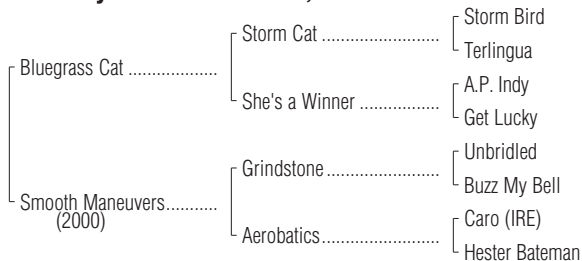 Storm Bird
Storm Cat ......................
Terlingua
Bluegrass Cat ..................
A.P. Indy
She's a Winner ................
Get Lucky
Unbridled
Grindstone ......................
Buzz My Bell
Smooth Maneuvers...........
(2000)
Caro (IRE)
Aerobatics........................
Hester Bateman